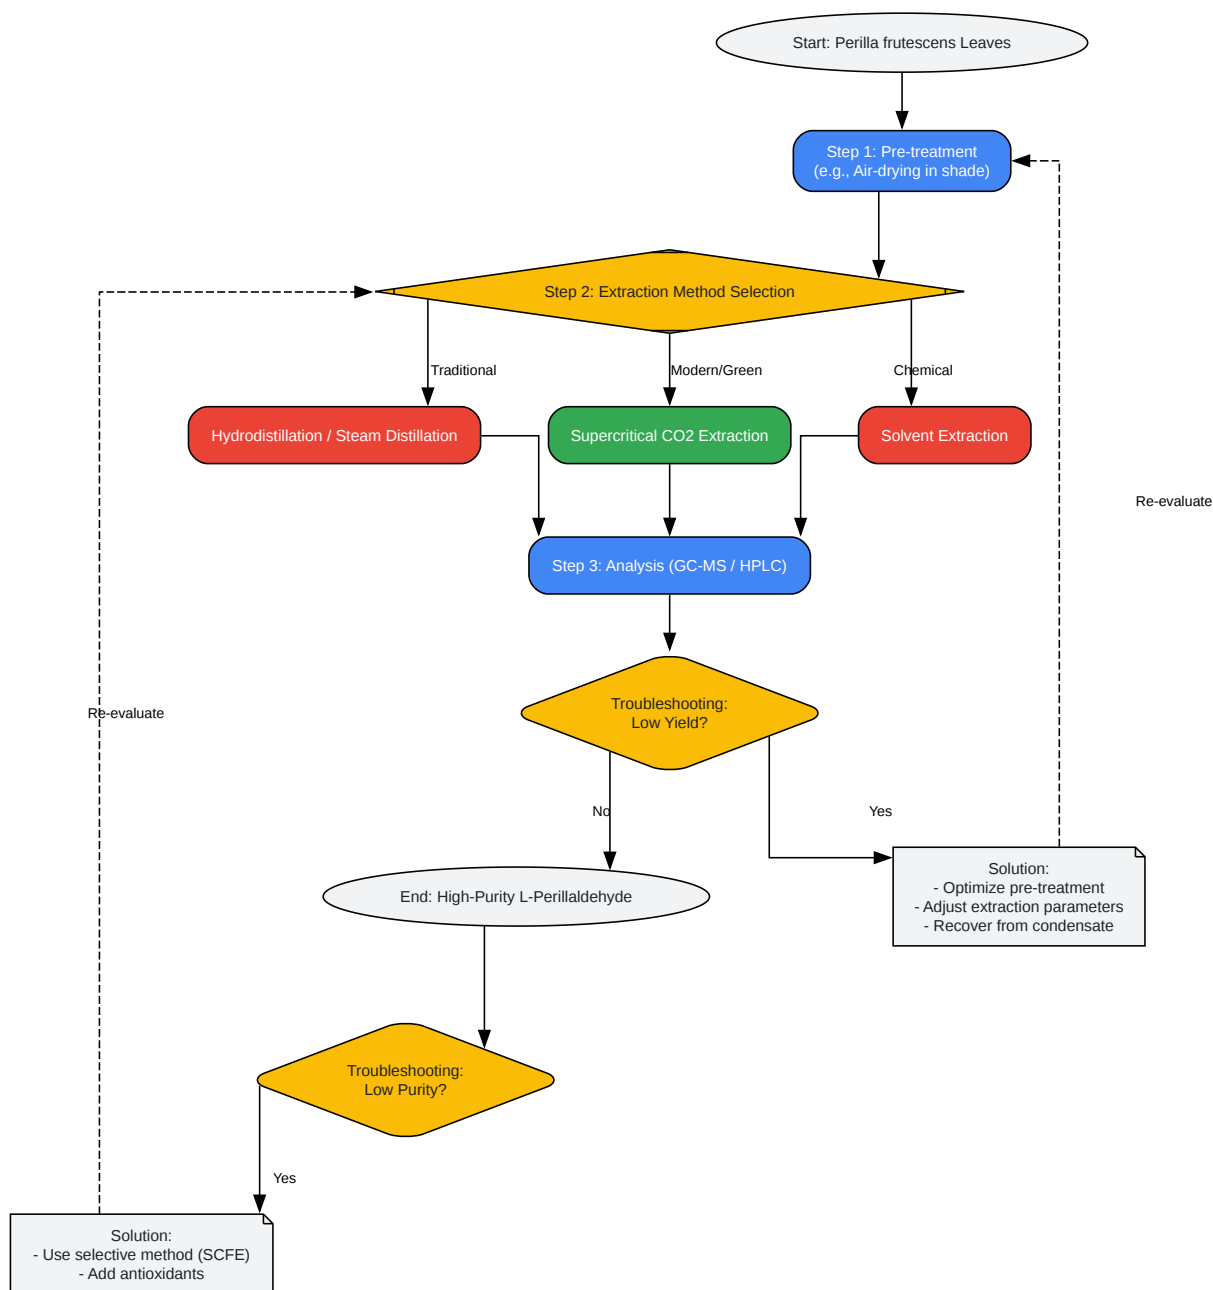 Start: Perilla frutescens Leaves
Step 1: Pre-treatment
(e.g., Air-drying in shade)
Step 2: Extraction Method Selection
Traditional
Modern/Green
Chemical
Hydrodistillation / Steam Distillation
Supercritical CO2 Extraction
Solvent Extraction
Re-evaluate
Step 3: Analysis (GC-MS / HPLC)
Troubleshooting:
Low Yield?
Re-evaluate
No
Yes
Solution:
- Optimize pre-treatment
- Adjust extraction parameters
- Recover from condensate
End: High-Purity L-Perillaldehyde
Troubleshooting:
Low Purity?
Yes
Solution:
- Use selective method (SCFE)
- Add antioxidants